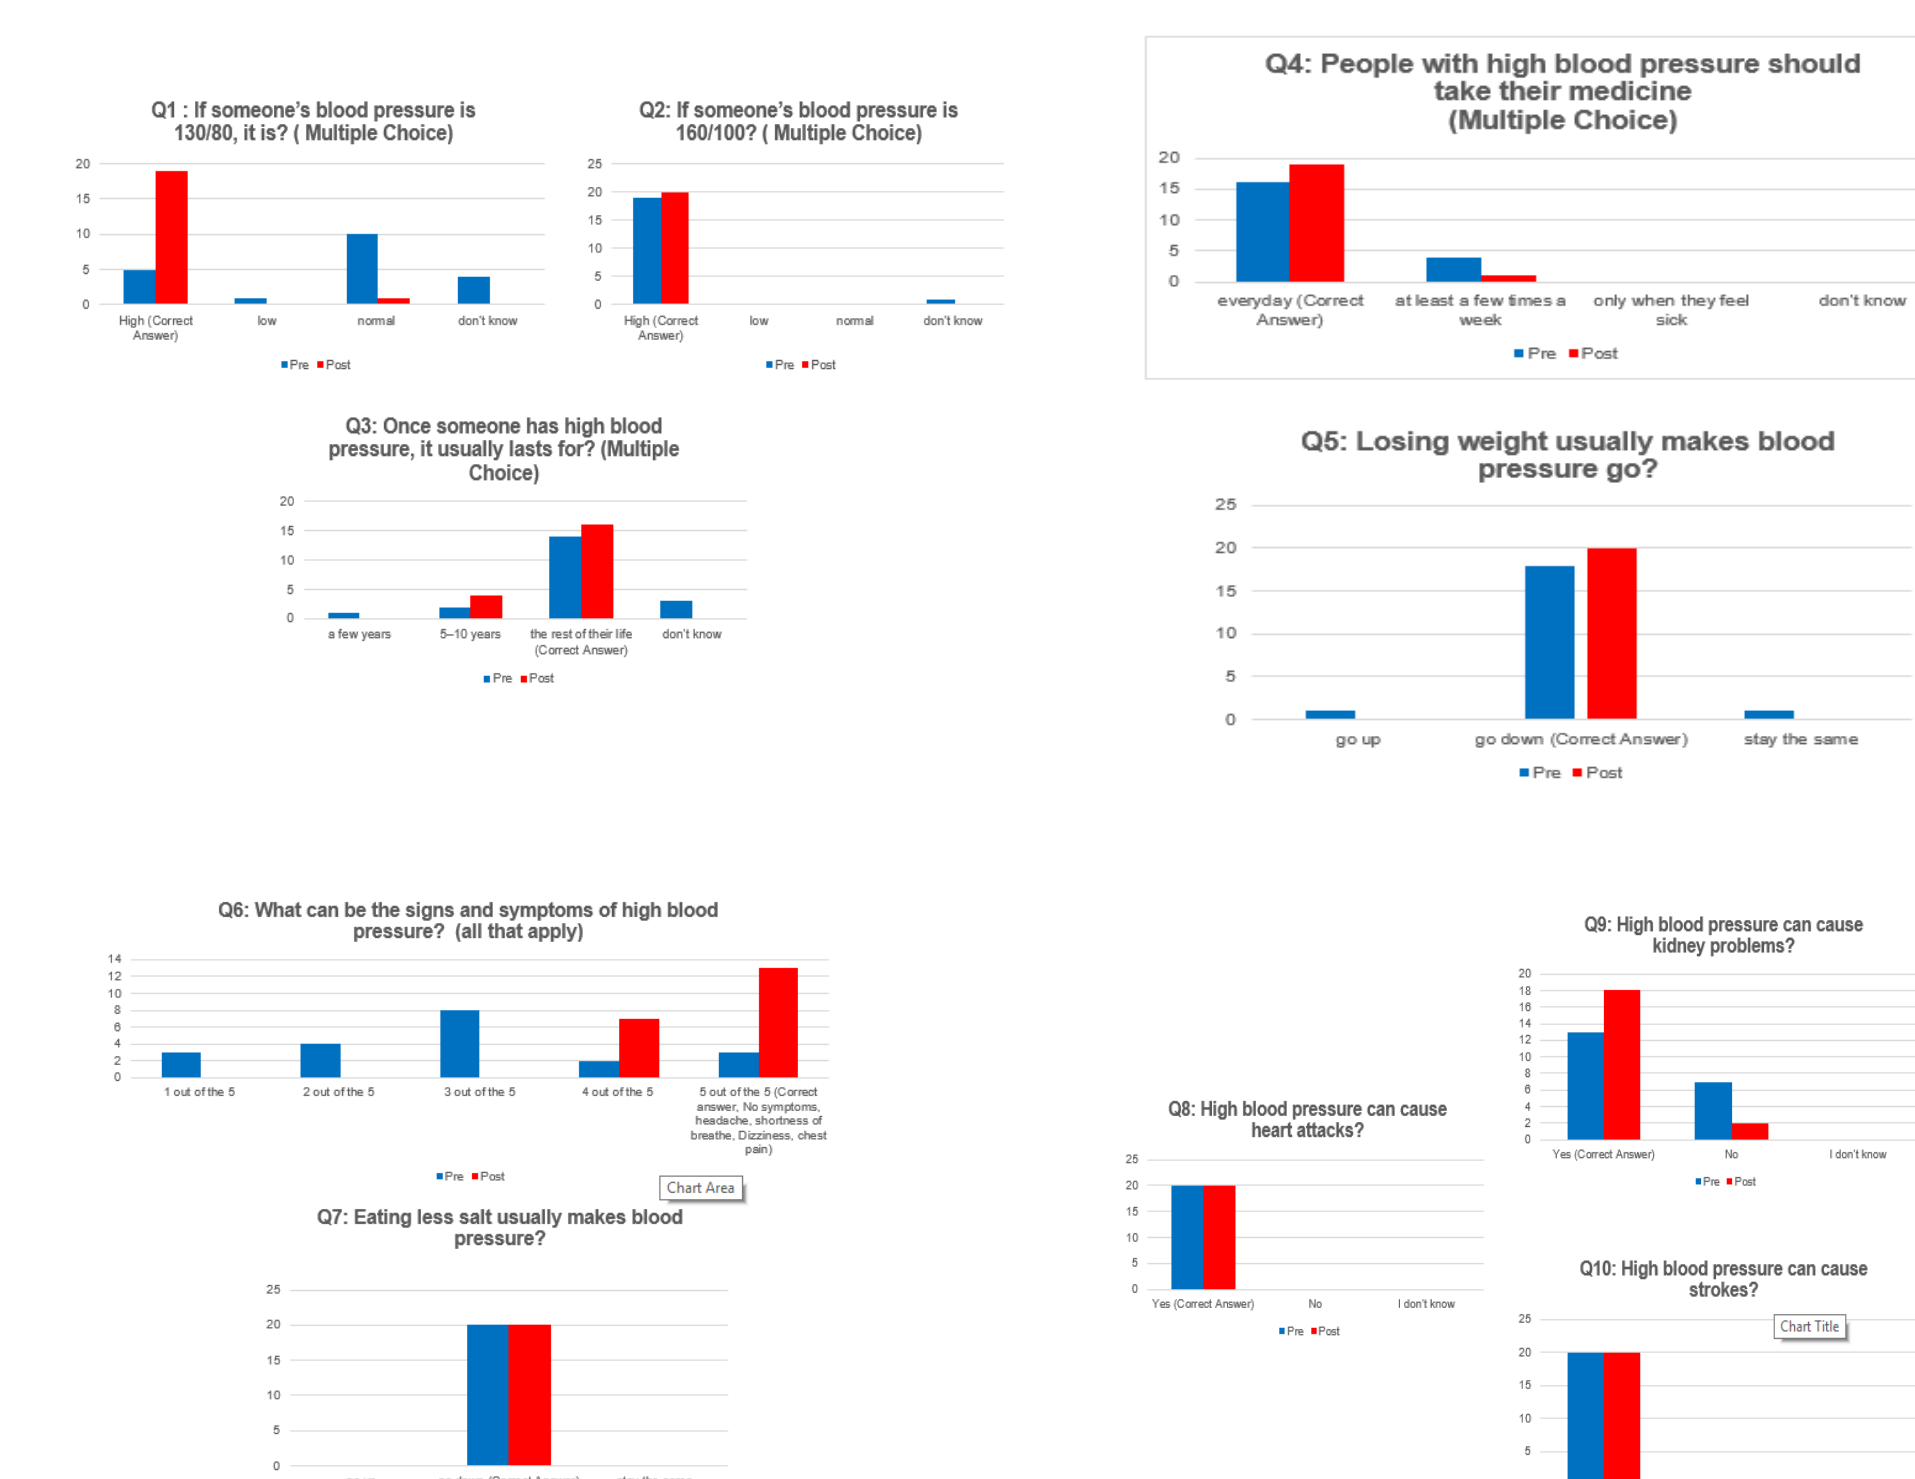 Q1 : If someone's blood pressure is
130/80, it is? ( Multiple Choice)
20
15
10
5
0
High (Correct
Answer)
low
normal
don't know
Pre Post
Q2: If someone's blood pressure is
160/100? ( Multiple Choice)
25
20
15
10
5
0
High (Correct
Answer)
low
normal
don't know
Pre Post
Q3: Once someone has high blood
pressure, it usually lasts for? (Multiple
Choice)
20
15
10
5
0
a few years
5–10 years
the rest of their life
(Correct Answer)
don't know
Pre Post
Q4: People with high blood pressure should
take their medicine
(Multiple Choice)
20
15
10
5
0
everyday (Correct
Answer)
at least a few times a
week
only when they feel
sick
don't know
Pre Post
Q5: Losing weight usually makes blood
pressure go?
25
20
15
10
5
0
go up
go down (Correct Answer)
stay the same
Pre Post
Q6: What can be the signs and symptoms of high blood
pressure? (all that apply)
14
12
10
8
6
4
2
0
1 out of the 5
2 out of the 5
3 out of the 5
4 out of the 5
5 out of the 5 (Correct
answer, No symptoms,
headache, shortness of
breathe, Dizziness, chest
pain)
Pre Post
Chart Area
Q7: Eating less salt usually makes blood
pressure?
25
20
15
10
5
0
Q8: High blood pressure can cause
heart attacks?
25
20
15
10
5
0
Yes (Correct Answer)
No
I don't know
Pre Post
Q9: High blood pressure can cause
kidney problems?
20
18
16
14
12
10
8
6
4
2
0
Yes (Correct Answer)
No
I don't know
Pre Post
Q10: High blood pressure can cause
strokes?
Chart Title
25
20
15
10
5